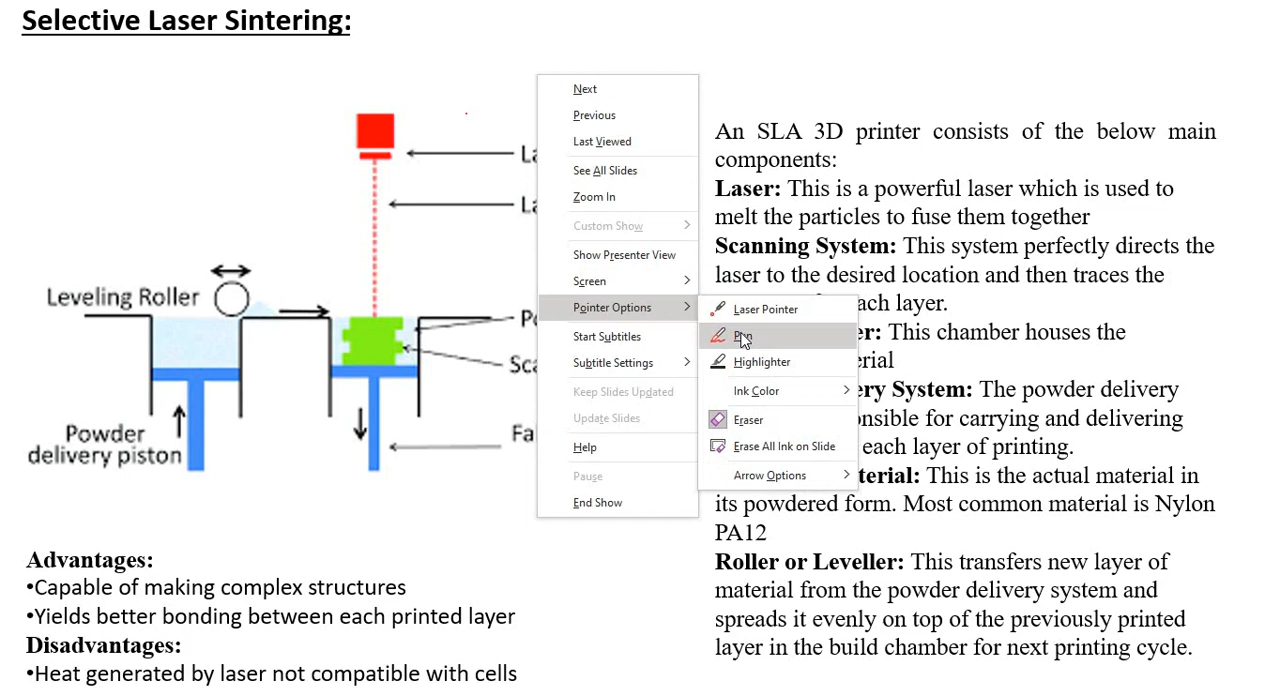 Selective Laser Sintering:
Leveling Roller
Powder
delivery piston
Advantages:
•Capable of making complex structures
•Yields better bonding between each printed layer
Disadvantages:
•Heat generated by laser not compatible with cells
Next
Previous
Last Viewed
See All Slides
Zoom In
Custom Show
Show Presenter View
Screen
Pointer Options
Start Subtitles
Subtitle Settings
Keep Slides Updated
Update Slides
Help
Pause
End Show
Laser Pointer
Pen
Highlighter
Ink Color
Eraser
Erase All Ink on Slide
Arrow Options
An SLA 3D printer consists of the below main
components:
Laser: This is a powerful laser which is used to
melt the particles to fuse them together
Scanning System: This system perfectly directs the
laser to the desired location and then traces the
layer.
This chamber houses the
System: The powder delivery
for carrying and delivering
each layer of printing.
This is the actual material in
its powdered form. Most common material is Nylon
PA12
Roller or Leveller: This transfers new layer of
material from the powder delivery system and
spreads it evenly on top of the previously printed
layer in the build chamber for next printing cycle.